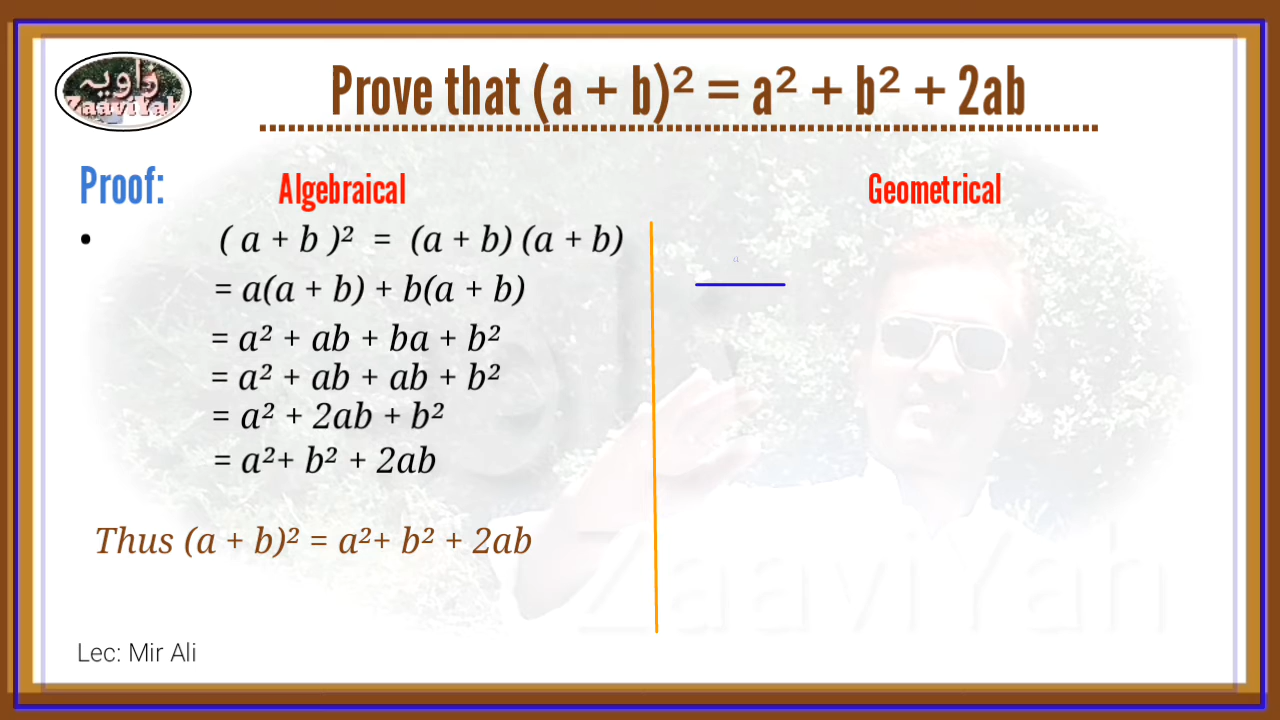 زاویہ
ZaaviYah
Prove that (a + b)² = a² + b² + 2ab
Proof:
Algebraical
Geometrical
• ( a + b )² = (a + b) (a + b)
= a(a + b) + b(a + b)
= a² + ab + ba + b²
= a² + ab + ab + b²
= a² + 2ab + b²
= a²+ b² + 2ab
Thus (a + b)² = a²+ b² + 2ab
ZaaviYah
Lec: Mir Ali